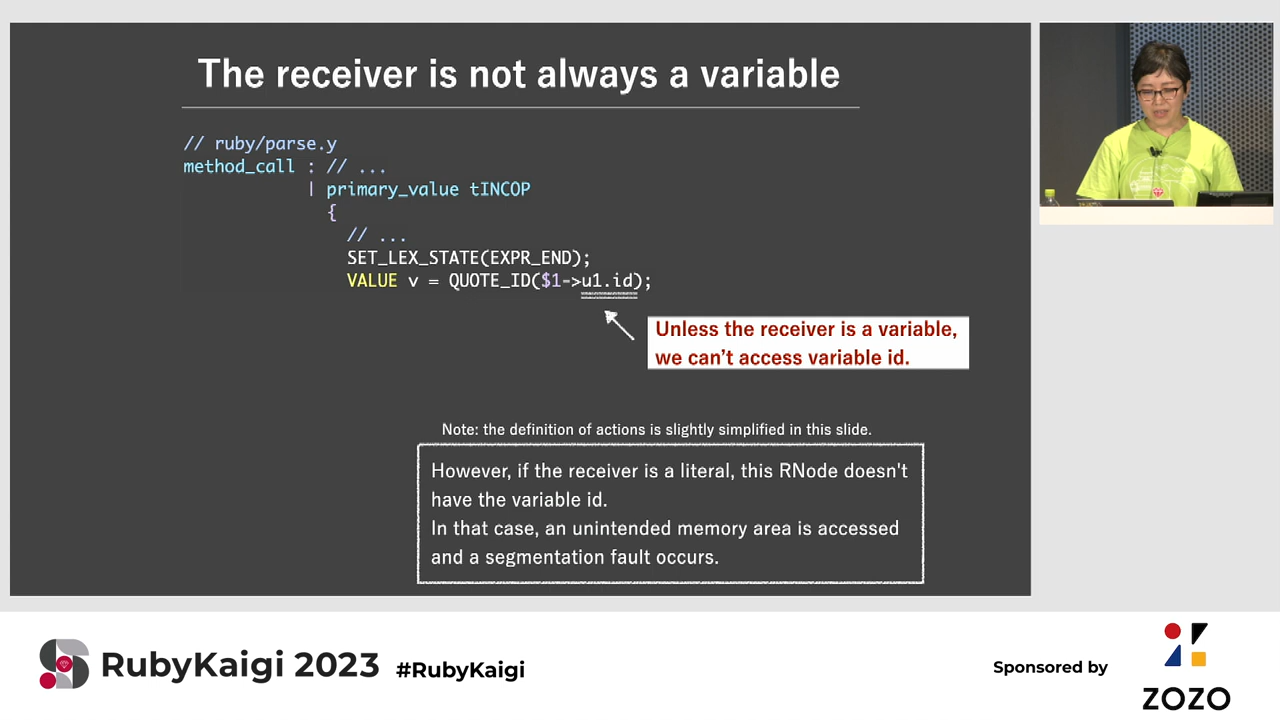 The receiver is not always a variable
// ruby/parse.y
method_call : // ...
| primary_value tINCOP
{
// ...
SET_LEX_STATE(EXPR_END);
VALUE v = QUOTE_ID($1->u1.id);
Unless the receiver is a variable,
we can’t access variable id.
Note: the definition of actions is slightly simplified in this slide.
However, if the receiver is a literal, this RNode doesn't
have the variable id.
In that case, an unintended memory area is accessed
and a segmentation fault occurs.
RubyKaigi 2023 #RubyKaigi
Sponsored by
ZOZO